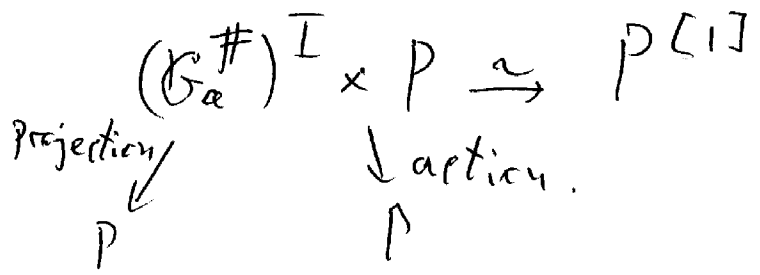 (𝔾_a^#)^I × P ⥲ P^[1]
Projection ↙ ↓ action.
P P